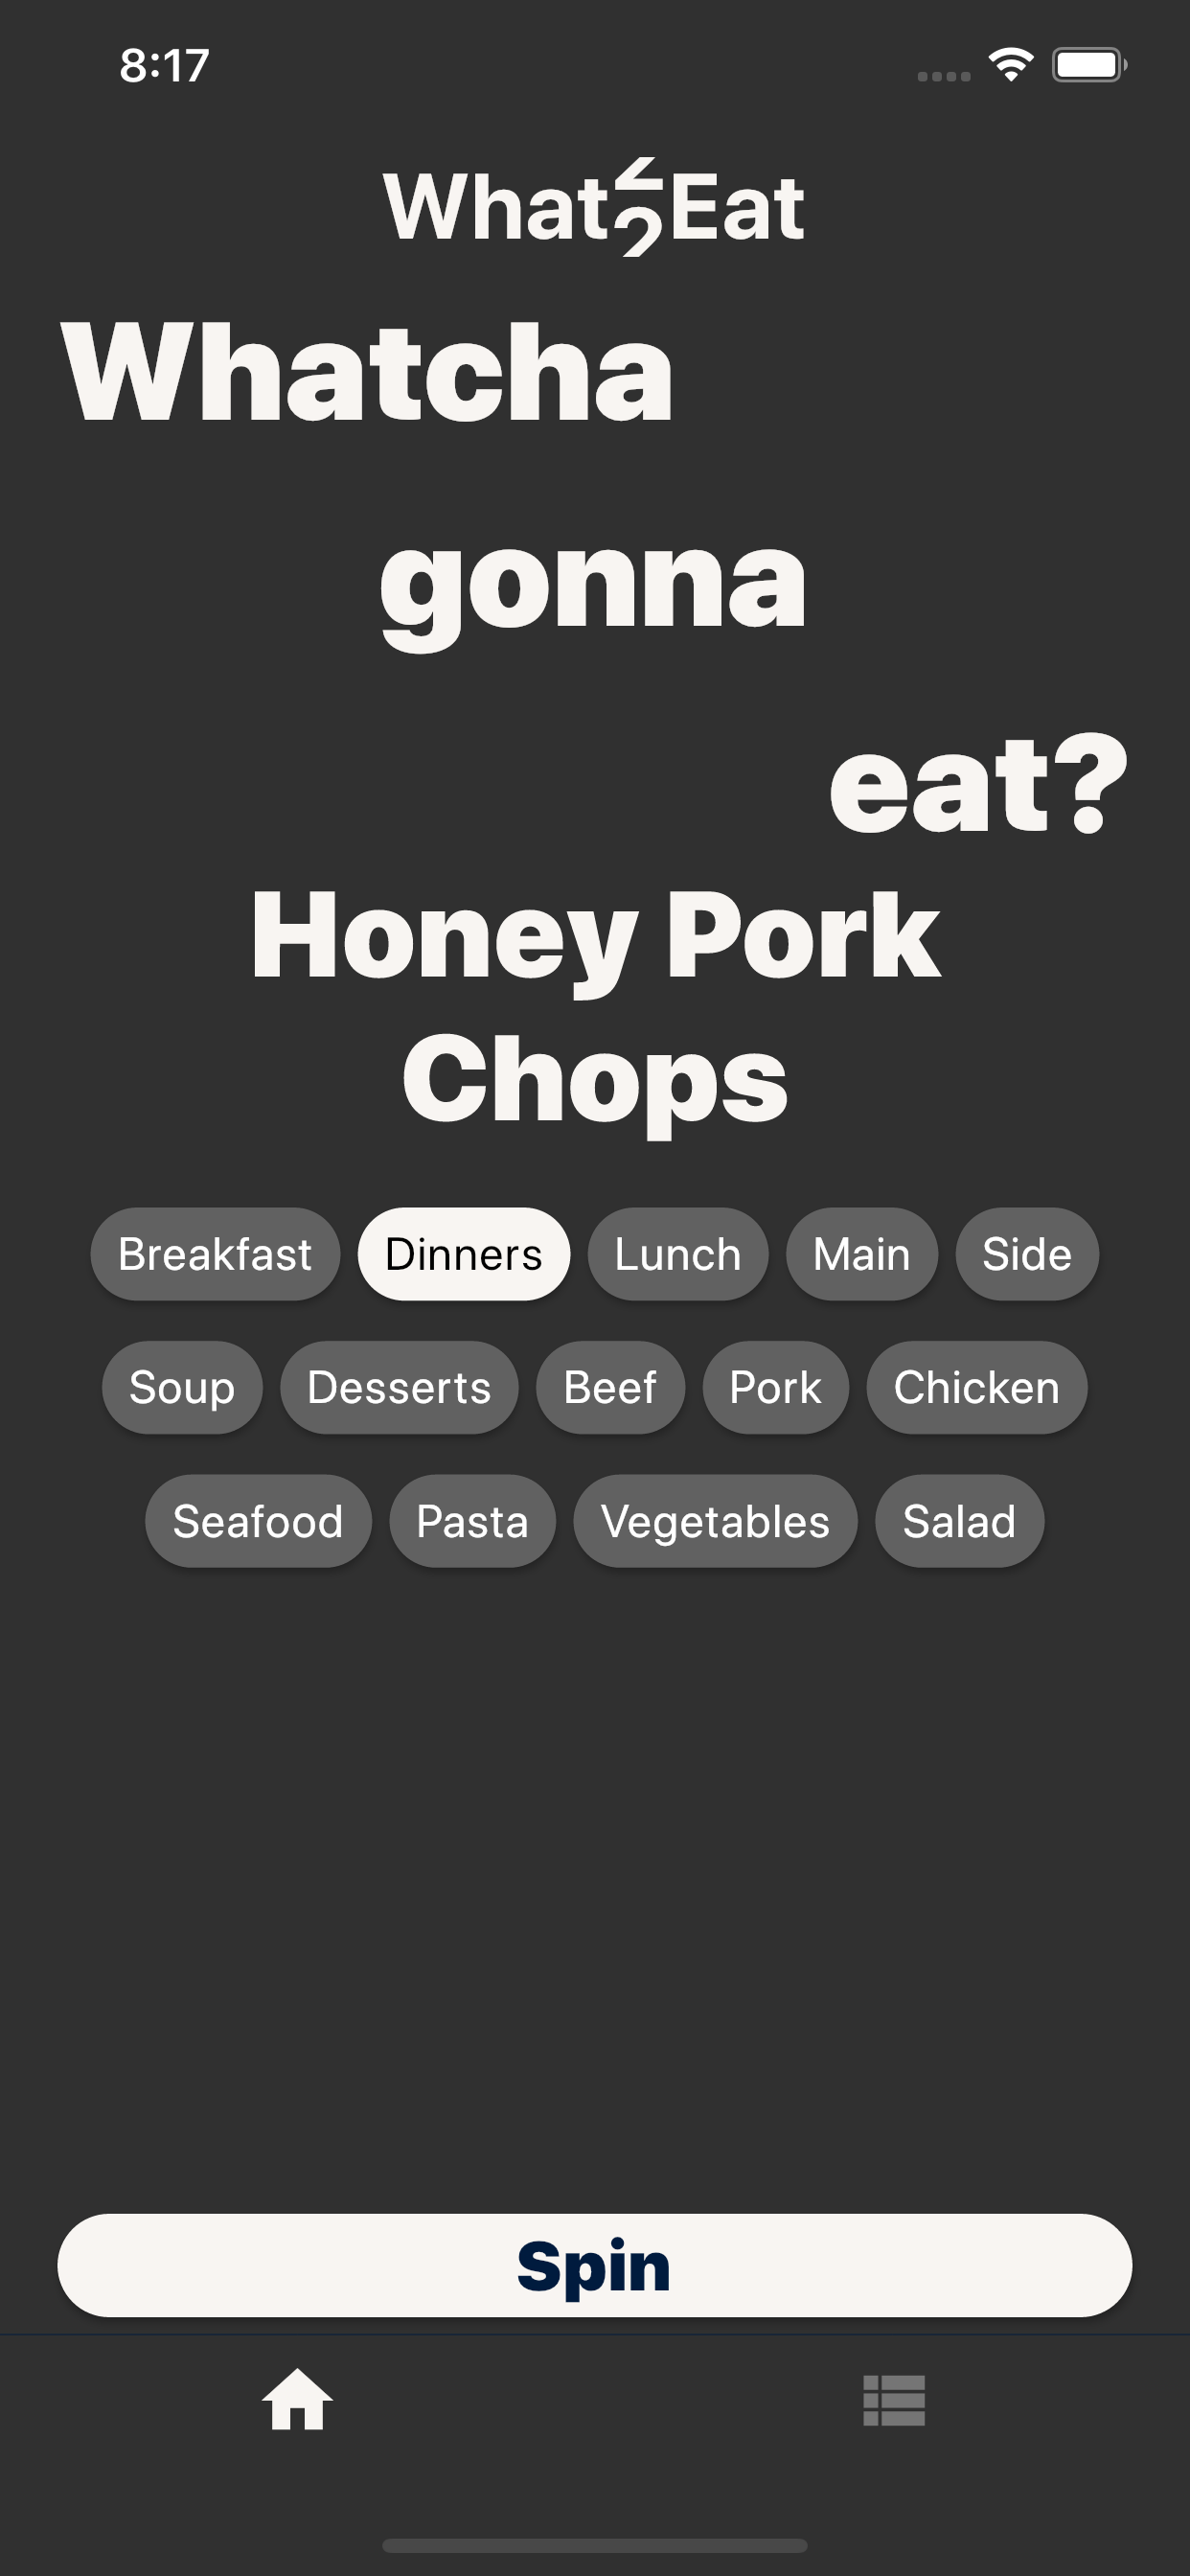 8:17
What2Eat
Whatcha
gonna
eat?
Honey Pork
Chops
Breakfast Dinners Lunch Main Side
Soup Desserts Beef Pork Chicken
Seafood Pasta Vegetables Salad
Spin